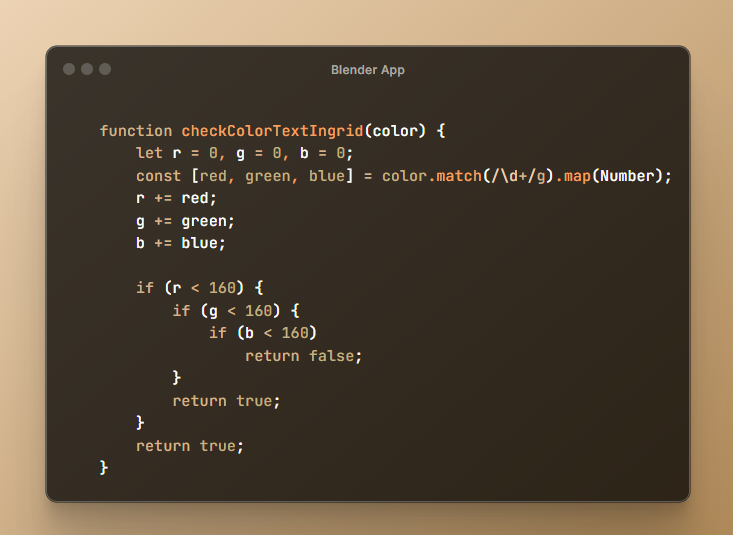 Blender App
function checkColorTextIngrid(color) {
    let r = 0, g = 0, b = 0;
    const [red, green, blue] = color.match(/\d+/g).map(Number);
    r += red;
    g += green;
    b += blue;

    if (r < 160) {
        if (g < 160) {
            if (b < 160)
                return false;
        }
        return true;
    }
    return true;
}